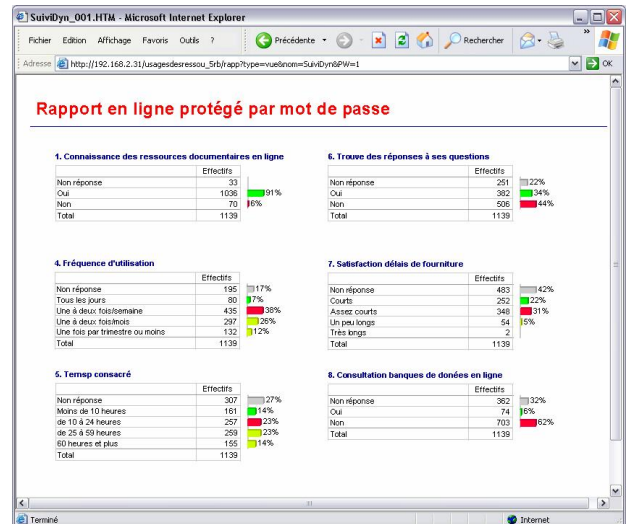 SuiviDyn_001.HTM - Microsoft Internet Explorer
Fichier Edition Affichage Favoris Outils ? Précédente Rechercher »
Adresse http://192.168.2.31/usagesdesressou_5rb/rapp?type=vue&nom=SuiviDyn&PW=1 OK
Rapport en ligne protégé par mot de passe
1. Connaissance des ressources documentaires en ligne
Effectifs
Non réponse 33
Oui 1036 91%
Non 70 6%
Total 1139
6. Trouve des réponses à ses questions
Effectifs
Non réponse 251 22%
Oui 382 34%
Non 506 44%
Total 1139
4. Fréquence d'utilisation
Effectifs
Non réponse 195 17%
Tous les jours 80 7%
Une à deux fois/semaine 435 38%
Une à deux fois/mois 297 26%
Une fois par trimestre ou moins 132 12%
Total 1139
7. Satisfaction délais de fourniture
Effectifs
Non réponse 483 42%
Courts 252 22%
Assez courts 348 31%
Un peu longs 54 5%
Très longs 2
Total 1139
5. Temsp consacré
Effectifs
Non réponse 307 27%
Moins de 10 heures 161 14%
de 10 à 24 heures 257 23%
de 25 à 59 heures 259 23%
60 heures et plus 155 14%
Total 1139
8. Consultation banques de donées en ligne
Effectifs
Non réponse 362 32%
Oui 74 6%
Non 703 62%
Total 1139
Terminé Internet